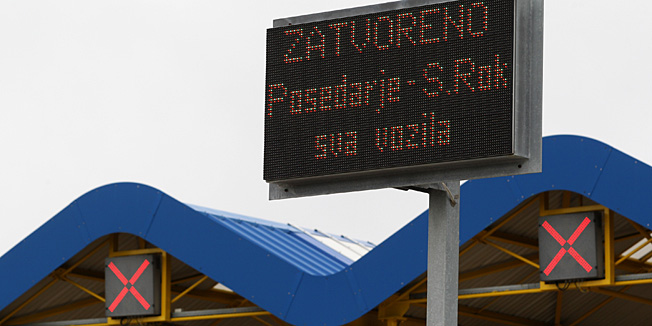 ZATVORENO
Posedarje-S.Rok
sva vozila